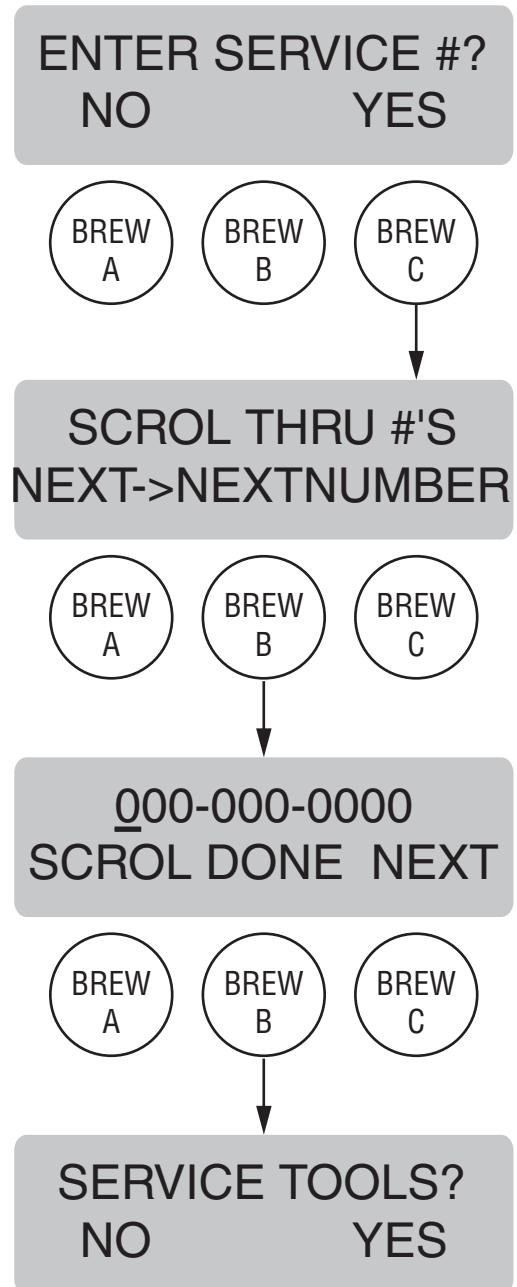 ENTER SERVICE #?
NO YES
BREW BREW BREW
A B C
SCROL THRU #'S
NEXT->NEXTNUMBER
BREW BREW BREW
A B C
000-000-0000
SCROL DONE NEXT
BREW BREW BREW
A B C
SERVICE TOOLS?
NO YES